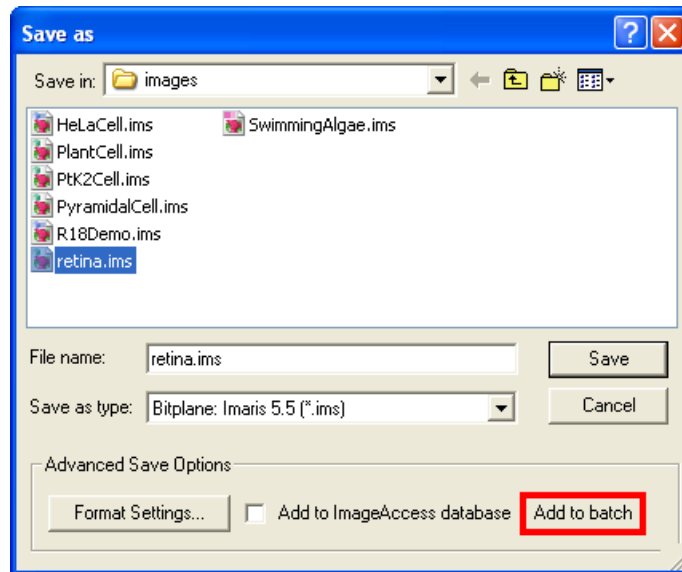 Save as
Save in: images
HeLaCell.ims SwimmingAlgae.ims
PlantCell.ims
PtK2Cell.ims
PyramidalCell.ims
R18Demo.ims
retina.ims
File name: retina.ims Save
Save as type: Bitplane: Imaris 5.5 (*.ims) Cancel
Advanced Save Options
Format Settings... Add to ImageAccess database Add to batch